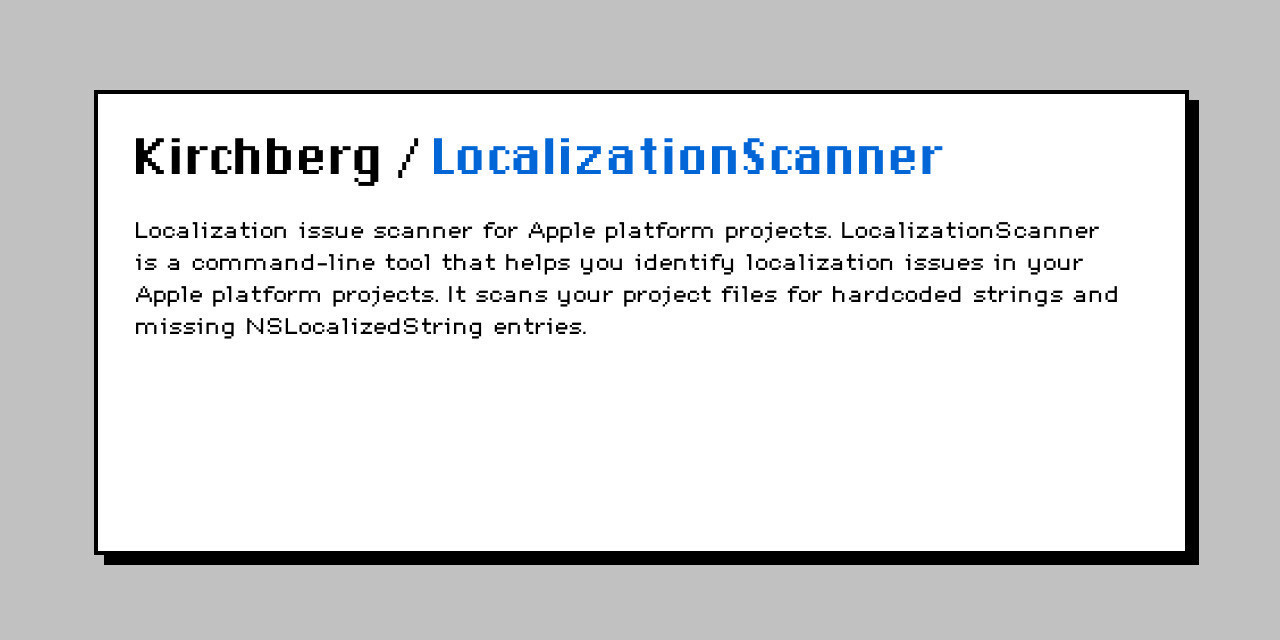 Kirchberg / LocalizationScanner
Localization issue scanner for Apple platform projects. LocalizationScanner
is a command-line tool that helps you identify localization issues in your
Apple platform projects. It scans your project files for hardcoded strings and
missing NSLocalizedString entries.